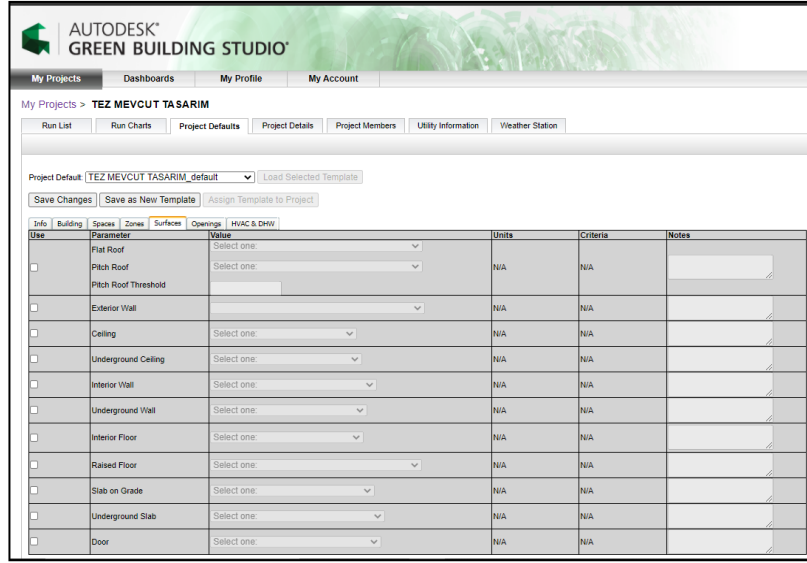 AUTODESK®
GREEN BUILDING STUDIO®
My Projects Dashboards My Profile My Account
My Projects > TEZ MEVCUT TASARIM
Run List Run Charts Project Defaults Project Details Project Members Utility Information Weather Station
Project Default: TEZ MEVCUT TASARIM_default Load Selected Template
Save Changes Save as New Template Assign Template to Project
Info Building Spaces Zones Surfaces Openings HVAC & DHW
Use Parameter Value Units Criteria Notes
Flat Roof Select one:
Pitch Roof Select one: N/A N/A
Pitch Roof Threshold
Exterior Wall N/A N/A
Ceiling Select one: N/A N/A
Underground Ceiling Select one: N/A N/A
Interior Wall Select one: N/A N/A
Underground Wall Select one: N/A N/A
Interior Floor Select one: N/A N/A
Raised Floor Select one: N/A N/A
Slab on Grade Select one: N/A N/A
Underground Slab Select one: N/A N/A
Door Select one: N/A N/A